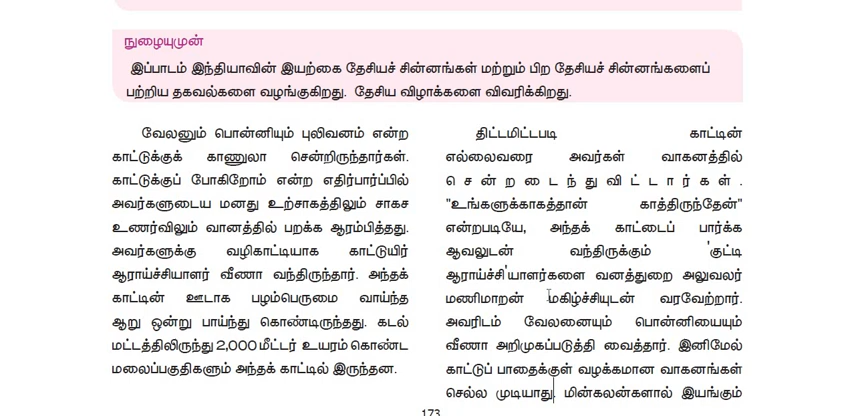 நுழையுமுன்
இப்பாடம் இந்தியாவின் இயற்கை தேசியச் சின்னங்கள் மற்றும் பிற தேசியச் சின்னங்களைப்
பற்றிய தகவல்களை வழங்குகிறது. தேசிய விழாக்களை விவரிக்கிறது.
வேலனும் பொன்னியும் புலிவனம் என்ற
காட்டுக்குக் காணுலா சென்றிருந்தார்கள்.
காட்டுக்குப் போகிறோம் என்ற எதிர்பார்ப்பில்
அவர்களுடைய மனது உற்சாகத்திலும் சாகச
உணர்விலும் வானத்தில் பறக்க ஆரம்பித்தது.
அவர்களுக்கு வழிகாட்டியாக காட்டுயிர்
ஆராய்ச்சியாளர் வீணா வந்திருந்தார். அந்தக்
காட்டின் ஊடாக பழம்பெருமை வாய்ந்த
ஆறு ஒன்று பாய்ந்து கொண்டிருந்தது. கடல்
மட்டத்திலிருந்து 2,000 மீட்டர் உயரம் கொண்ட
மலைப்பகுதிகளும் அந்தக் காட்டில் இருந்தன.
திட்டமிட்டபடி காட்டின்
எல்லைவரை அவர்கள் வாகனத்தில்
சென்றடைந்துவிட்டார்கள்.
"உங்களுக்காகத்தான் காத்திருந்தேன்"
என்றபடியே, அந்தக் காட்டைப் பார்க்க
ஆவலுடன் வந்திருக்கும் 'குட்டி
ஆராய்ச்சி'யாளர்களை வனத்துறை அலுவலர்
மணிமாறன் மகிழ்ச்சியுடன் வரவேற்றார்.
அவரிடம் வேலனையும் பொன்னியையும்
வீணா அறிமுகப்படுத்தி வைத்தார். இனிமேல்
காட்டுப் பாதைக்குள் வழக்கமான வாகனங்கள்
செல்ல முடியாது. மின்கலன்களால் இயங்கும்
173